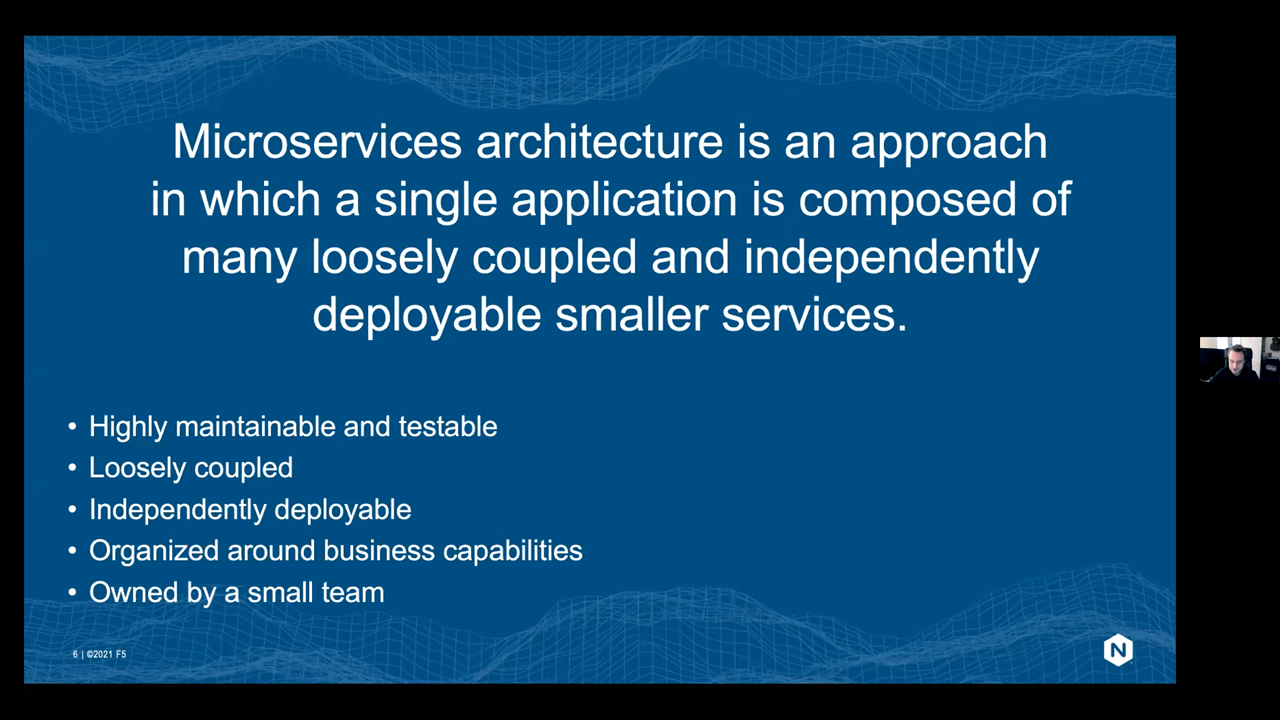 Microservices architecture is an approach
in which a single application is composed of
many loosely coupled and independently
deployable smaller services.
• Highly maintainable and testable
• Loosely coupled
• Independently deployable
• Organized around business capabilities
• Owned by a small team
6 | ©2021 F5
N